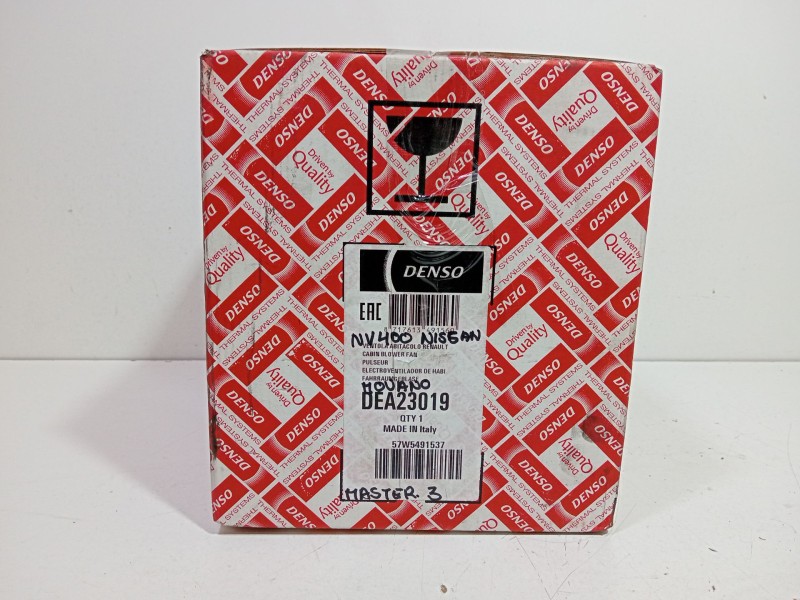 DENSO
EAC
8717613491560
NV400 NISSAN
VENTOLA ABITACOLO RENAULT
CABIN BLOWER FAN
PULSEUR
ELECTROVENTILADOR DE HABI.
MOVANO
DEA23019
QTY 1
MADE IN Italy
57W5491537
MASTER 3
DENSO
THERMAL SYSTEMS
Driven by
Quality